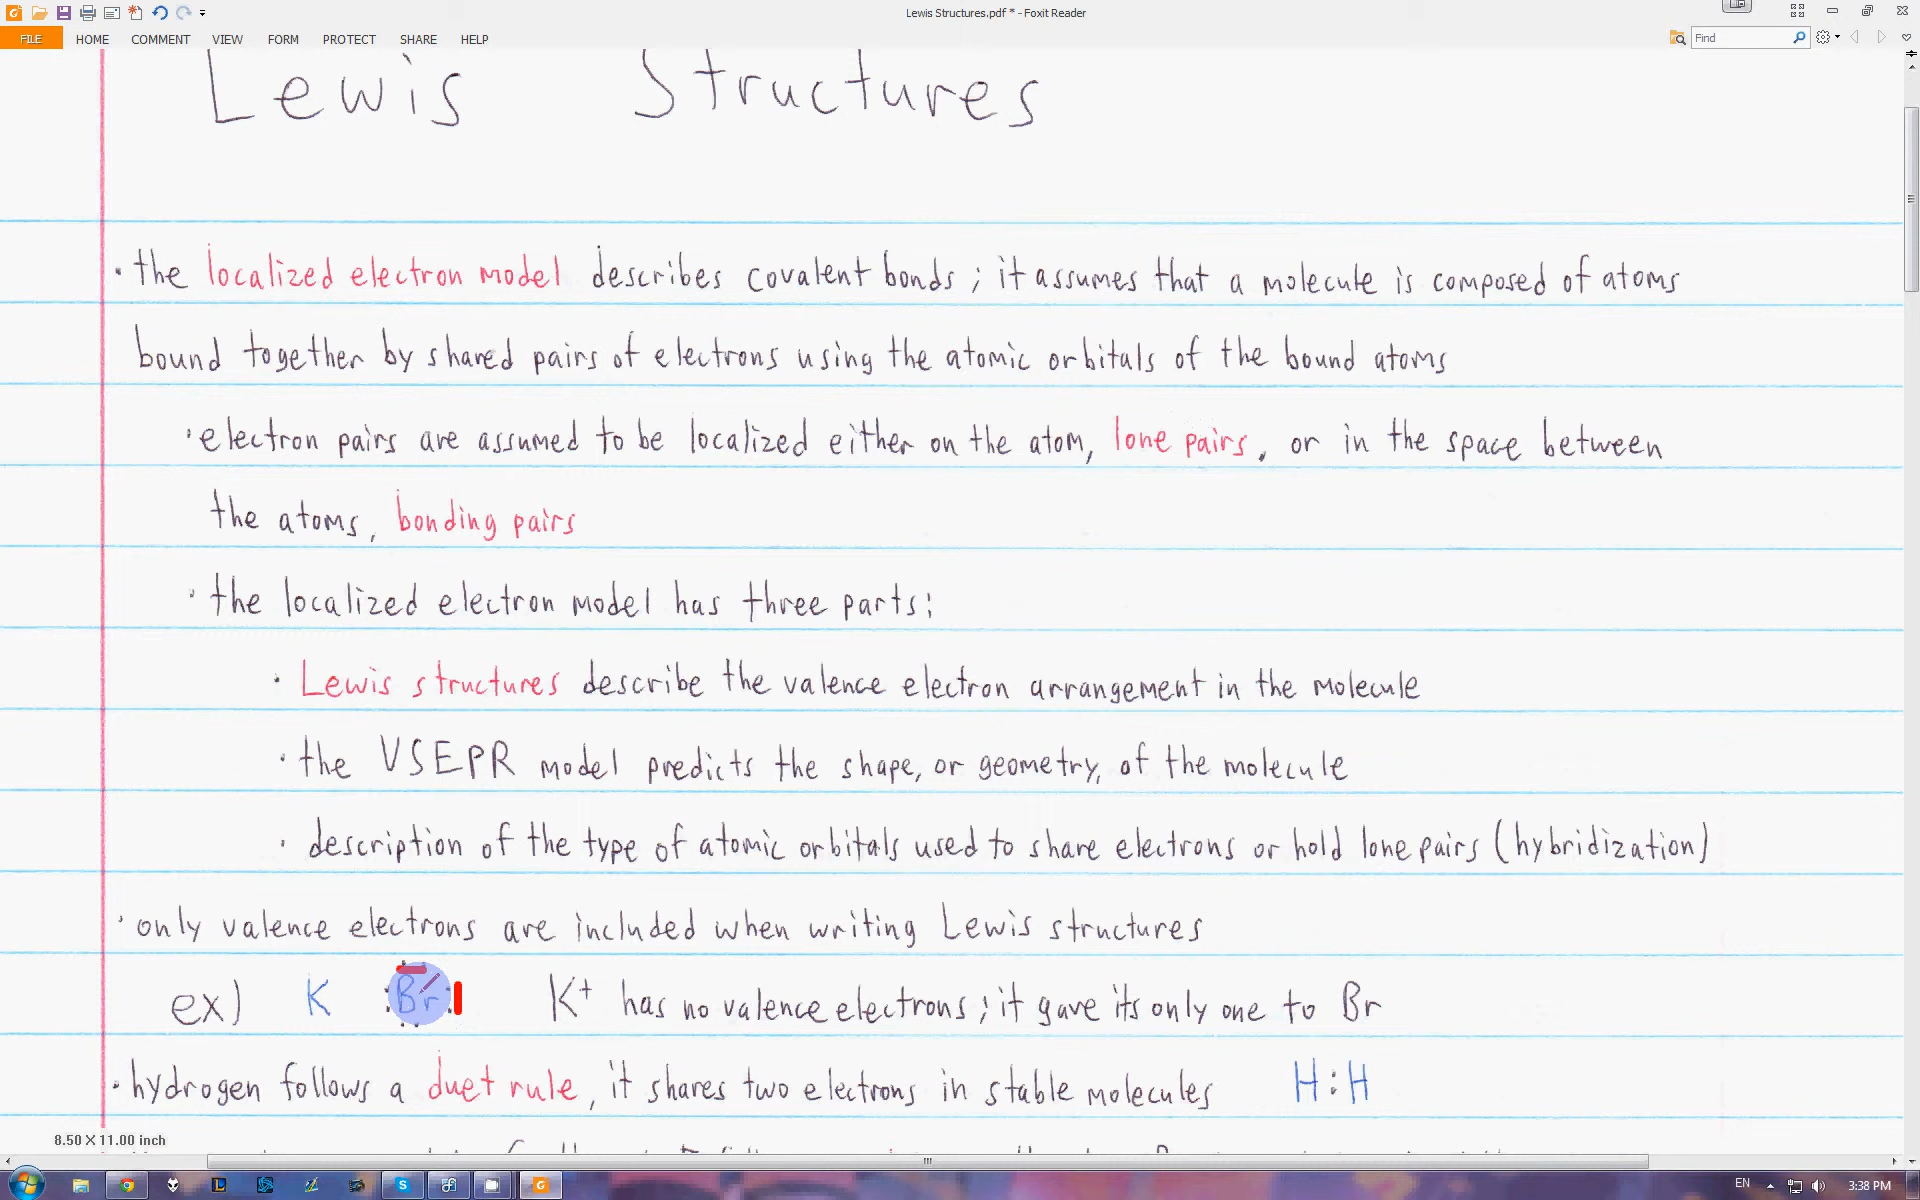 Lewis Structures.pdf * - Foxit Reader
FILE HOME COMMENT VIEW FORM PROTECT SHARE HELP
Find
Lewis Structures
• the localized electron model describes covalent bonds; it assumes that a molecule is composed of atoms
bound together by shared pairs of electrons using the atomic orbitals of the bound atoms
• electron pairs are assumed to be localized either on the atom, lone pairs, or in the space between
the atoms, bonding pairs
• the localized electron model has three parts:
• Lewis structures describe the valence electron arrangement in the molecule
• the VSEPR model predicts the shape, or geometry, of the molecule
• description of the type of atomic orbitals used to share electrons or hold lone pairs (hybridization)
• only valence electrons are included when writing Lewis structures
ex) K Br K+ has no valence electrons; it gave its only one to Br
• hydrogen follows a duet rule, it shares two electrons in stable molecules H:H
8.50 X 11.00 inch
EN 3:38 PM